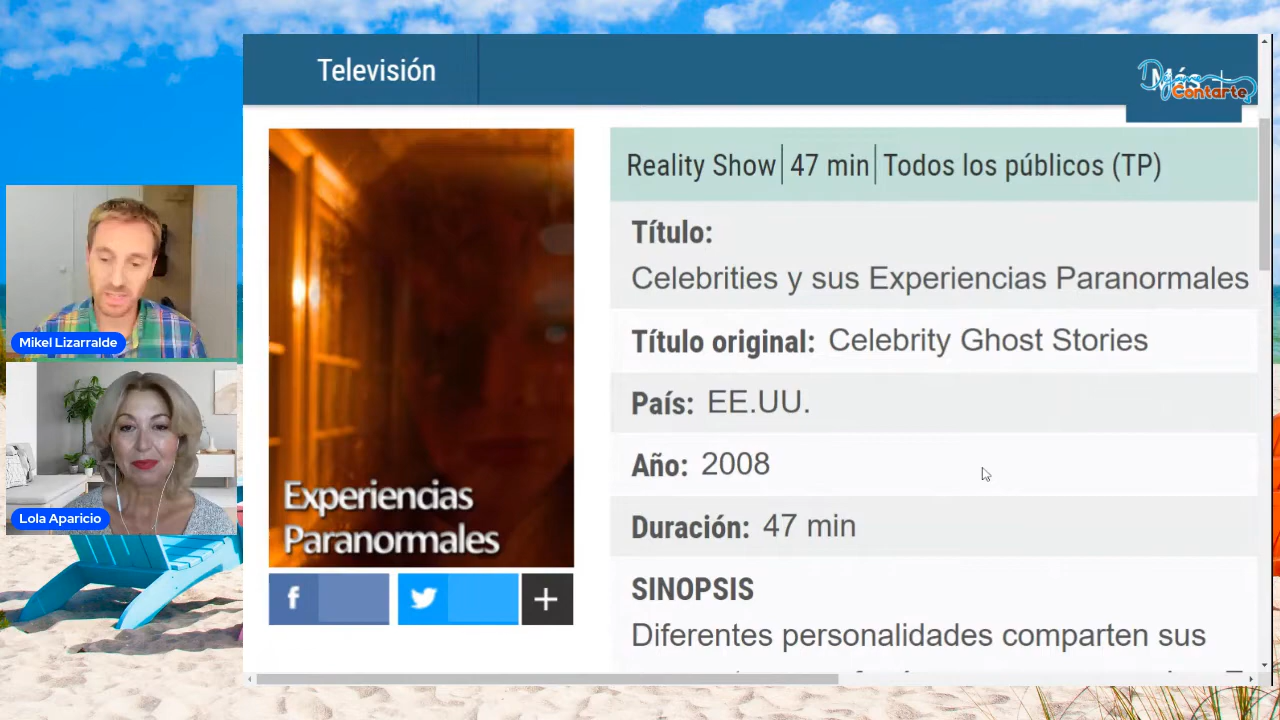 Televisión
Más +
Déjame
Contarte
Reality Show 47 min Todos los públicos (TP)
Título:
Celebrities y sus Experiencias Paranormales
Título original: Celebrity Ghost Stories
País: EE.UU.
Año: 2008
Duración: 47 min
SINOPSIS
Diferentes personalidades comparten sus
Experiencias
Paranormales
Mikel Lizarralde
Lola Aparicio